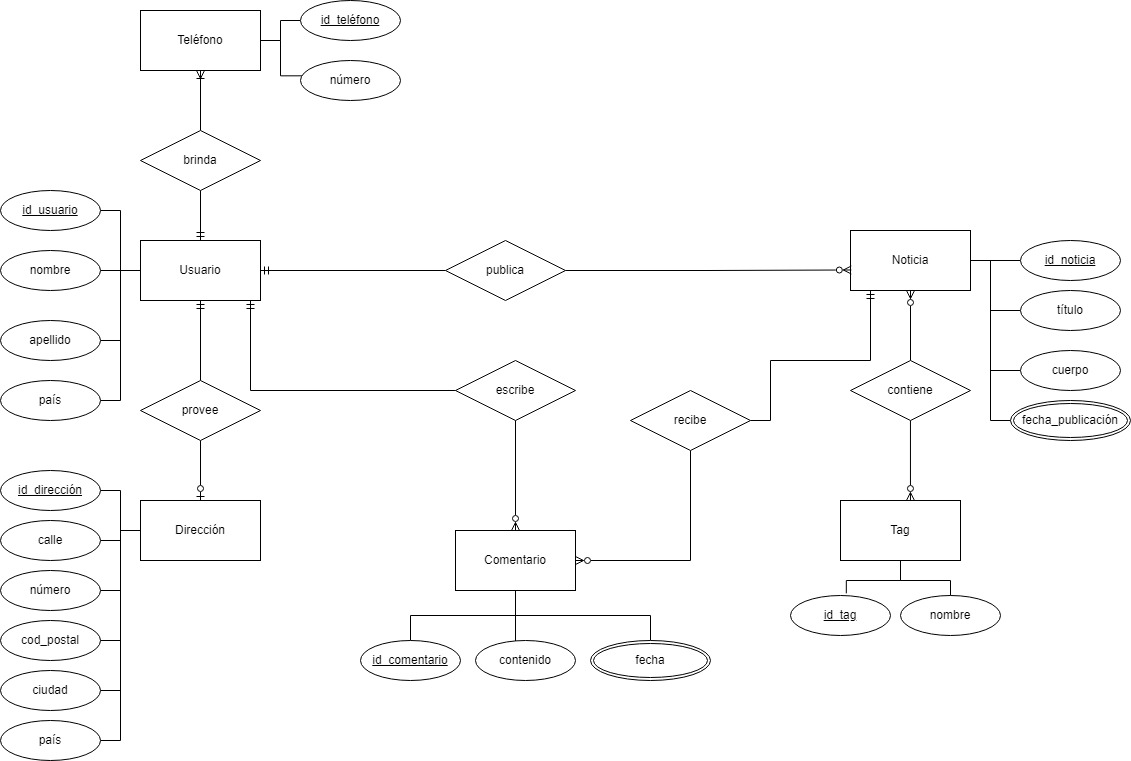 id_teléfono
Teléfono
número
brinda
id_usuario
nombre
apellido
país
Usuario
publica
Noticia
id_noticia
título
cuerpo
fecha_publicación
provee
escribe
recibe
contiene
id_dirección
calle
número
cod_postal
ciudad
país
Dirección
Comentario
Tag
id_tag
nombre
id_comentario
contenido
fecha